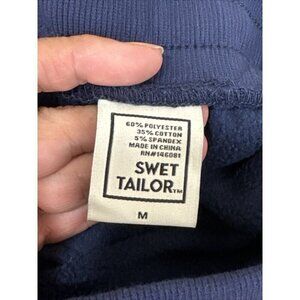 60% POLYESTER
35% COTTON
5% SPANDEX
MADE IN CHINA
RN#146081
SWET
TAILOR™
M